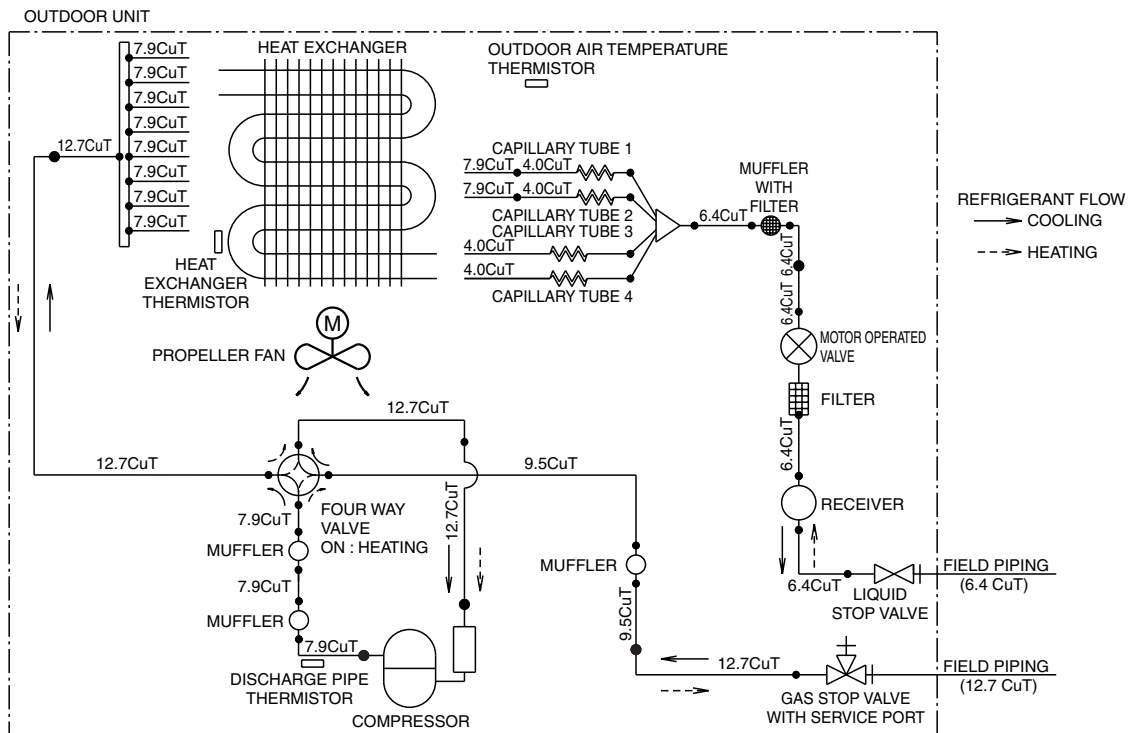 OUTDOOR UNIT
7.9CuT
7.9CuT
7.9CuT
7.9CuT
7.9CuT
7.9CuT
7.9CuT
7.9CuT
12.7CuT
HEAT EXCHANGER
OUTDOOR AIR TEMPERATURE
THERMISTOR
HEAT
EXCHANGER
THERMISTOR
CAPILLARY TUBE 1
7.9CuT 4.0CuT
7.9CuT 4.0CuT
CAPILLARY TUBE 2
CAPILLARY TUBE 3
4.0CuT
4.0CuT
CAPILLARY TUBE 4
6.4CuT
MUFFLER
WITH
FILTER
6.4CuT
6.4CuT
MOTOR OPERATED
VALVE
FILTER
6.4CuT
RECEIVER
6.4CuT
LIQUID
STOP VALVE
FIELD PIPING
(6.4 CuT)
REFRIGERANT FLOW
COOLING
HEATING
M
PROPELLER FAN
12.7CuT
12.7CuT
9.5CuT
12.7CuT
FOUR WAY
VALVE
ON : HEATING
7.9CuT
MUFFLER
7.9CuT
MUFFLER
7.9CuT
DISCHARGE PIPE
THERMISTOR
COMPRESSOR
MUFFLER
9.5CuT
12.7CuT
GAS STOP VALVE
WITH SERVICE PORT
FIELD PIPING
(12.7 CuT)